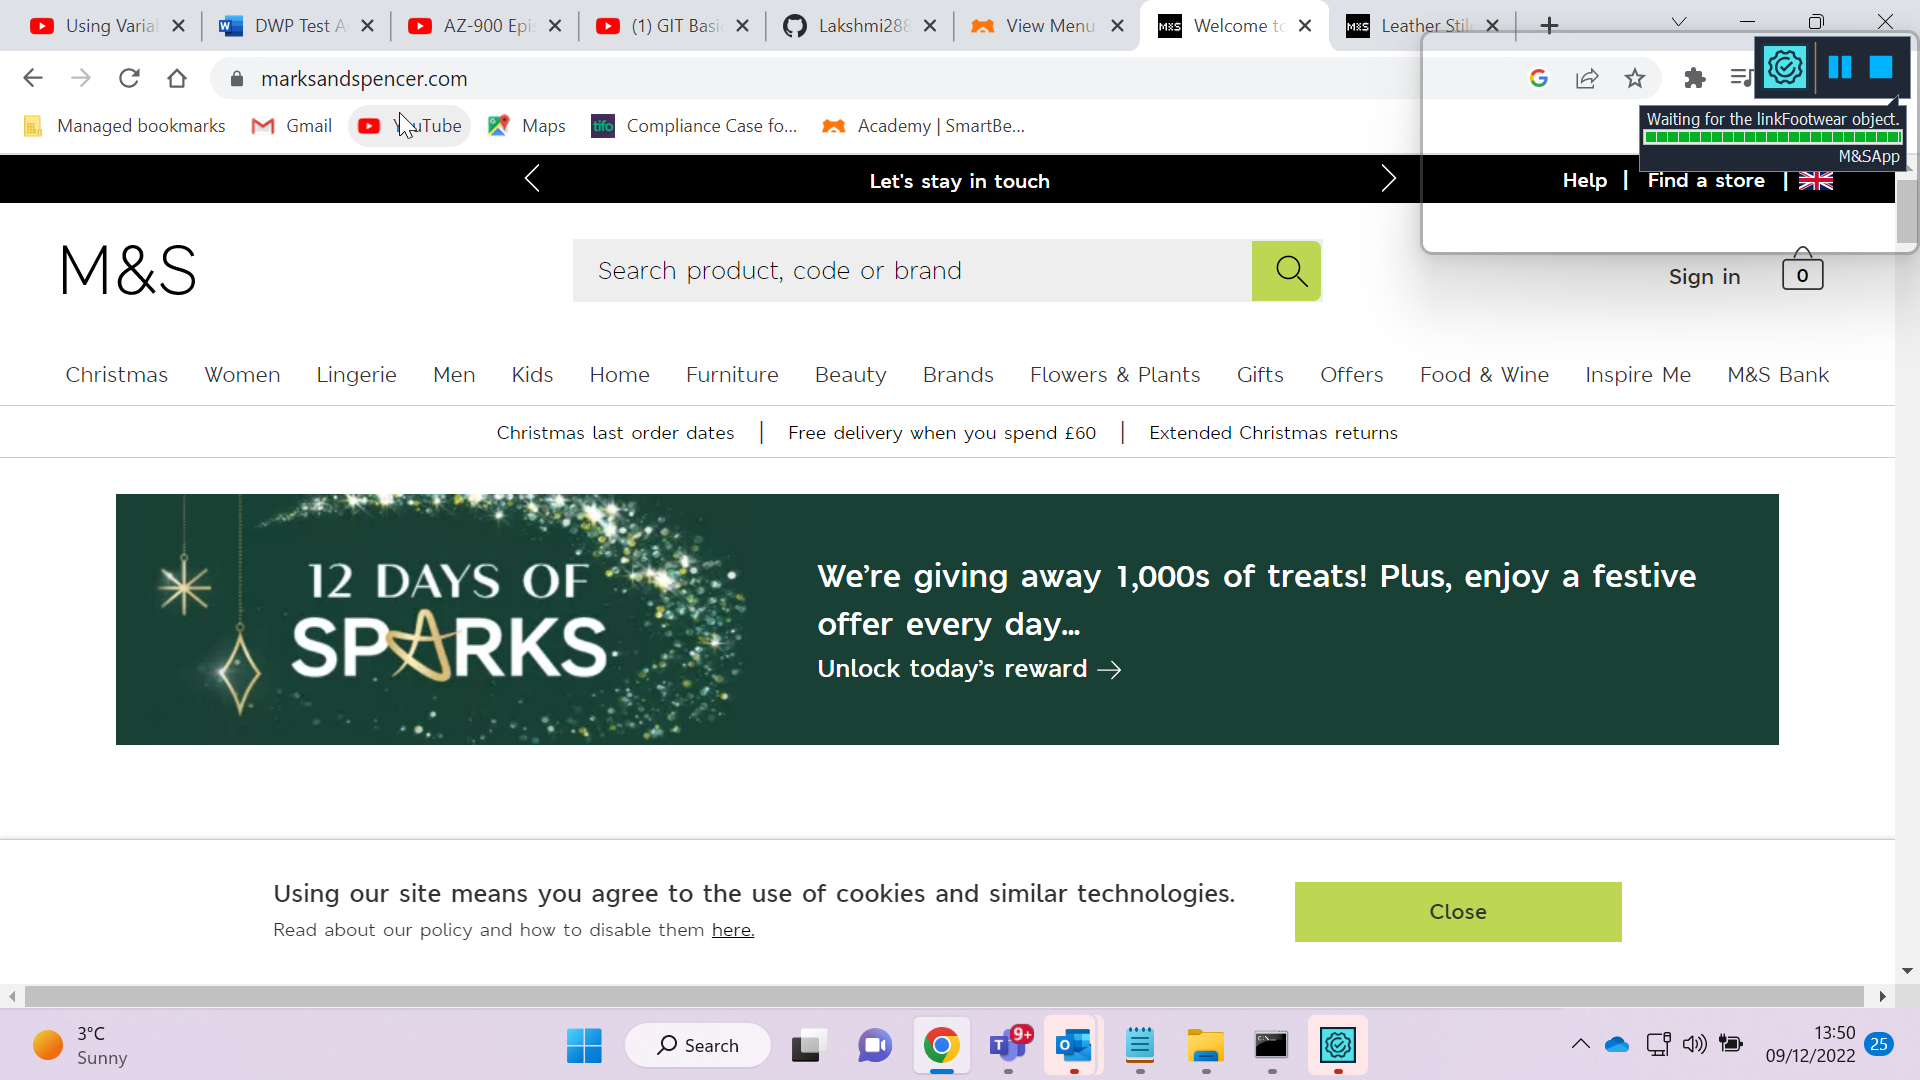 Using Varia
DWP Test A
AZ-900 Epi
(1) GIT Basi
Lakshmi288
View Menu
Welcome to
Leather Stil
marksandspencer.com
Managed bookmarks
Gmail
YouTube
Maps
tifo
Compliance Case fo...
Academy | SmartBe...
Waiting for the linkFootwear object.
M&SApp
Let's stay in touch
Help | Find a store |
M&S
Search product, code or brand
Sign in
0
Christmas Women Lingerie Men Kids Home Furniture Beauty Brands Flowers & Plants Gifts Offers Food & Wine Inspire Me M&S Bank
Christmas last order dates | Free delivery when you spend £60 | Extended Christmas returns
12 DAYS OF
SPARKS
We're giving away 1,000s of treats! Plus, enjoy a festive
offer every day...
Unlock today's reward →
Using our site means you agree to the use of cookies and similar technologies.
Read about our policy and how to disable them here.
Close
3°C
Sunny
Search
9+
13:50
09/12/2022
25